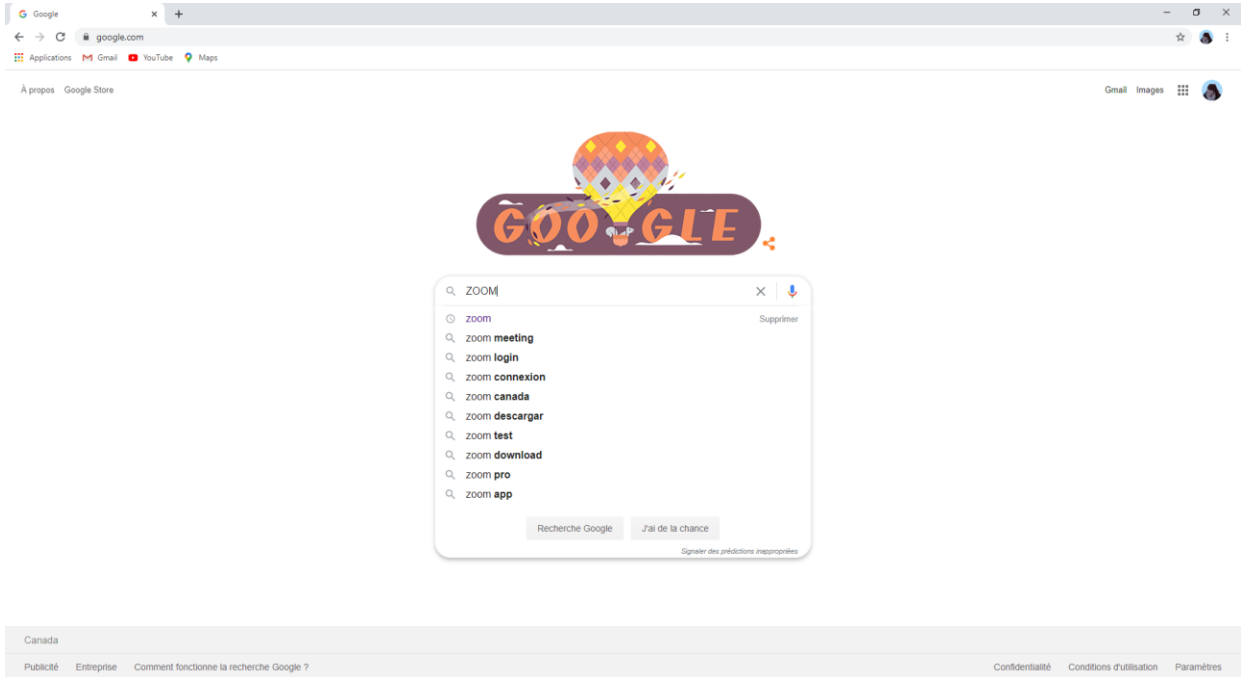 Google
google.com
Applications Gmail YouTube Maps
À propos Google Store Gmail Images
GOOGLE
ZOOM
zoom Supprimer
zoom meeting
zoom login
zoom connexion
zoom canada
zoom descargar
zoom test
zoom download
zoom pro
zoom app
Recherche Google J'ai de la chance
Signaler des prédictions inappropriées
Canada
Publicité Entreprise Comment fonctionne la recherche Google ? Confidentialité Conditions d'utilisation Paramètres